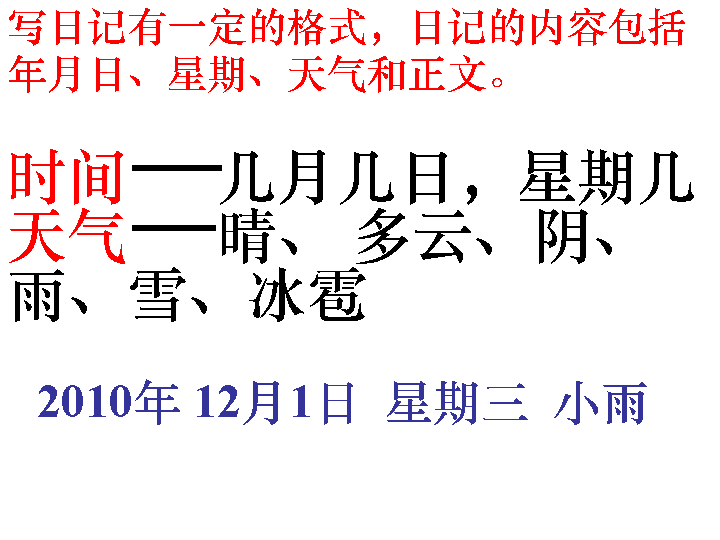 写日记有一定的格式，日记的内容包括
年月日、星期、天气和正文。
时间──几月几日，星期几
天气──晴、 多云、阴、
雨、雪、冰雹
2010年 12月1日  星期三  小雨